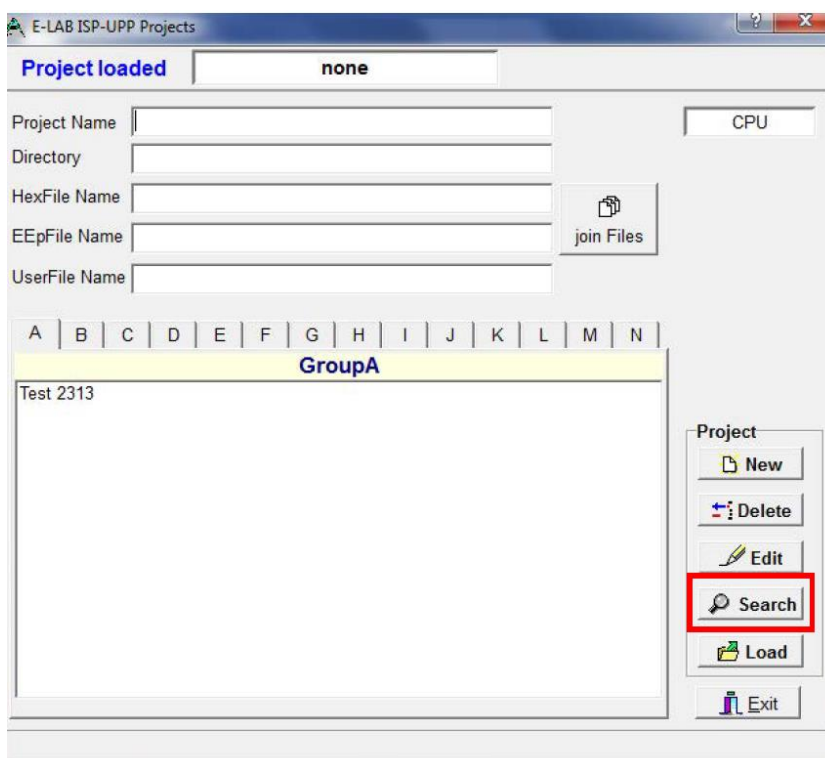 E-LAB ISP-UPP Projects
Project loaded none
Project Name CPU
Directory
HexFile Name
EEpFile Name join Files
UserFile Name
A B C D E F G H I J K L M N
GroupA
Test 2313
Project
New
Delete
Edit
Search
Load
Exit